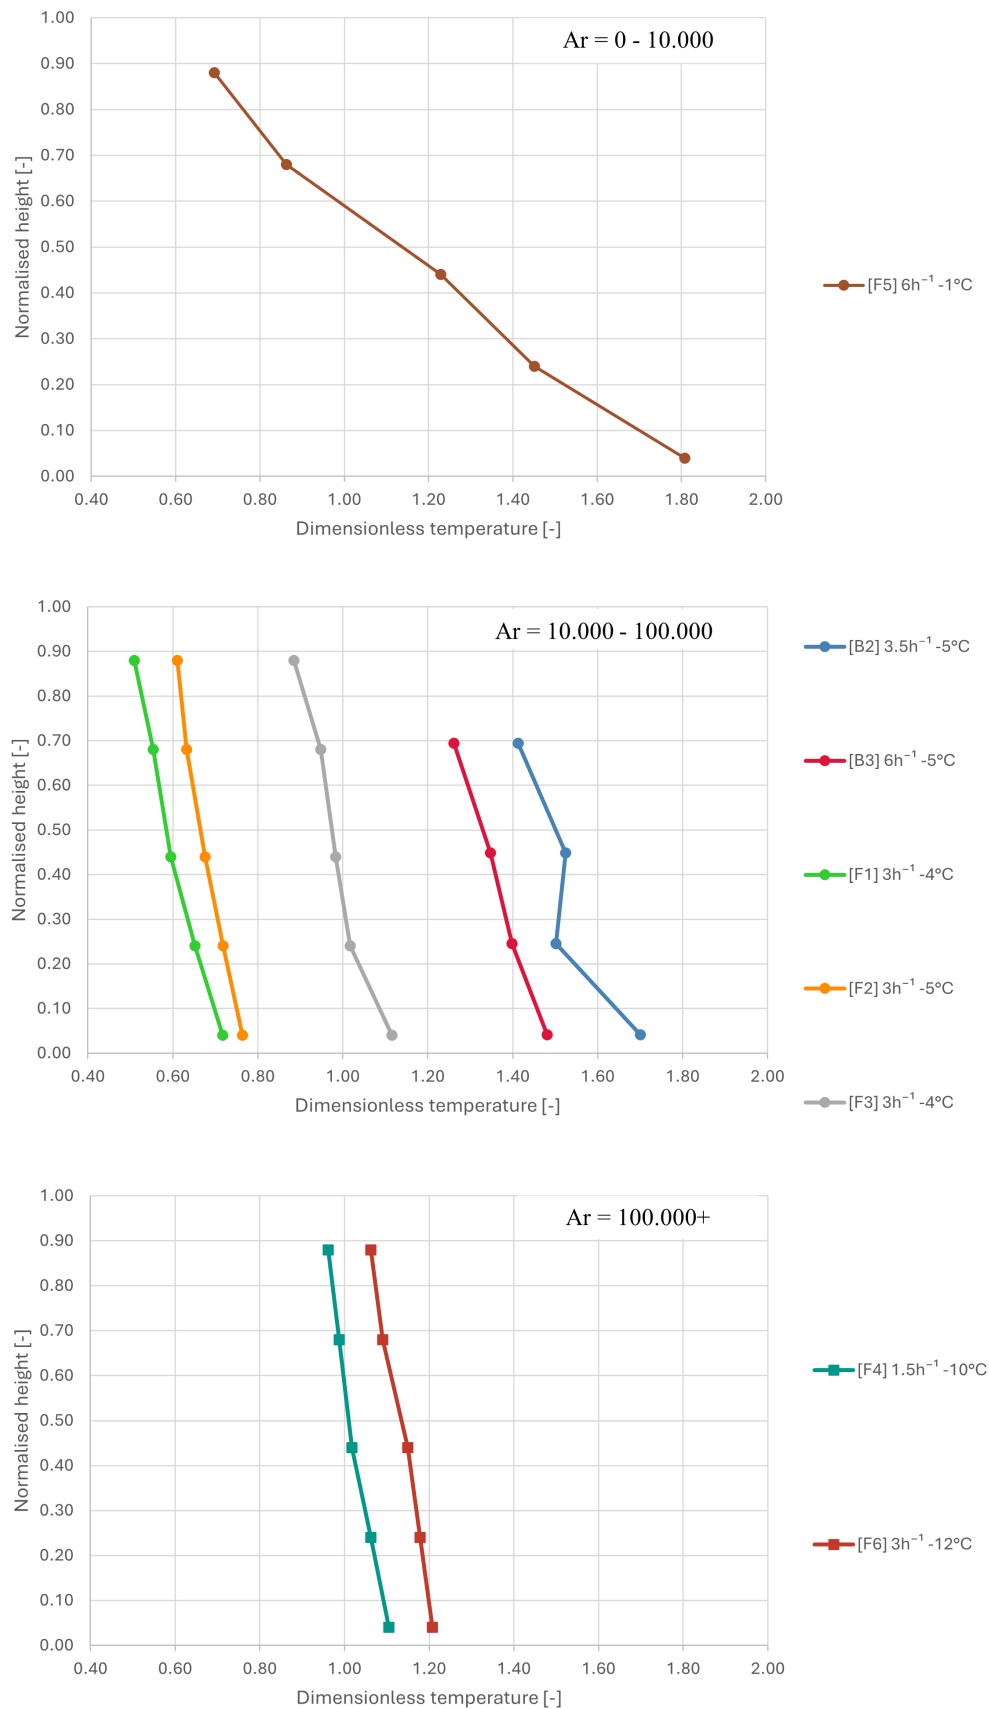 1.00
Ar = 0 - 10.000
0.90
0.80
0.70
0.60
0.50
0.40
0.30
0.20
0.10
0.00
Normalised height [-]
0.40 0.60 0.80 1.00 1.20 1.40 1.60 1.80 2.00
Dimensionless temperature [-]
[F5] 6h⁻¹ -1°C
1.00
Ar = 10.000 - 100.000
0.90
0.80
0.70
0.60
0.50
0.40
0.30
0.20
0.10
0.00
Normalised height [-]
0.40 0.60 0.80 1.00 1.20 1.40 1.60 1.80 2.00
Dimensionless temperature [-]
[B2] 3.5h⁻¹ -5°C
[B3] 6h⁻¹ -5°C
[F1] 3h⁻¹ -4°C
[F2] 3h⁻¹ -5°C
[F3] 3h⁻¹ -4°C
1.00
Ar = 100.000+
0.90
0.80
0.70
0.60
0.50
0.40
0.30
0.20
0.10
0.00
Normalised height [-]
0.40 0.60 0.80 1.00 1.20 1.40 1.60 1.80 2.00
Dimensionless temperature [-]
[F4] 1.5h⁻¹ -10°C
[F6] 3h⁻¹ -12°C